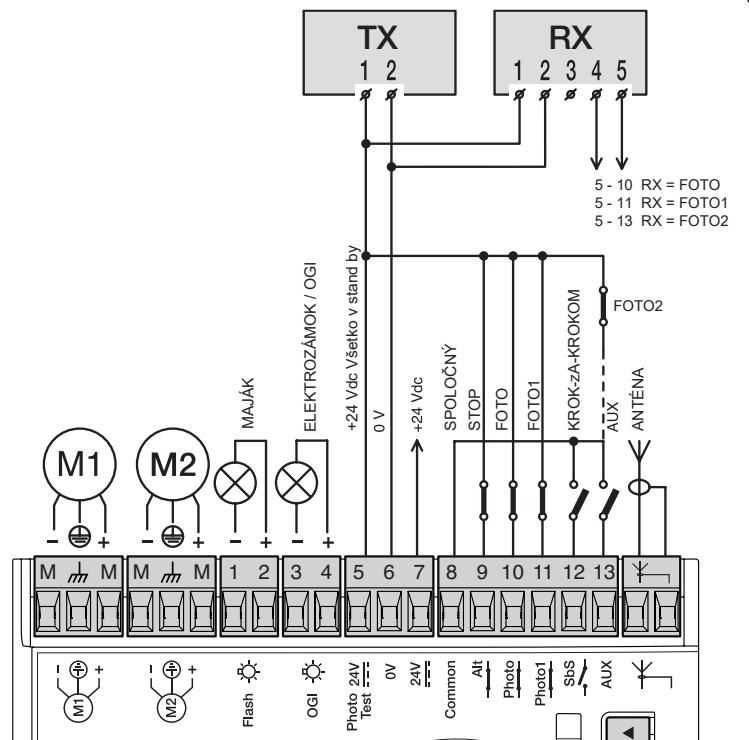 TX
RX
1 2
1 2 3 4 5
5 - 10 RX = FOTO
5 - 11 RX = FOTO1
5 - 13 RX = FOTO2
FOTO2
MAJÁK
ELEKTROZÁMOK / OGI
+24 Vdc Všetko v stand by
0 V
+24 Vdc
SPOLOČNÝ
STOP
FOTO
FOTO1
KROK-zA-KROKOM
AUX
ANTÉNA
M1
M2
- +
- +
- +
- +
M M M M 1 2 3 4 5 6 7 8 9 10 11 12 13
- +
M1
- +
M2
Flash
OGI
Photo 24V
Test
0V
24V
Common
Alt
Photo
Photo1
SbS
AUX